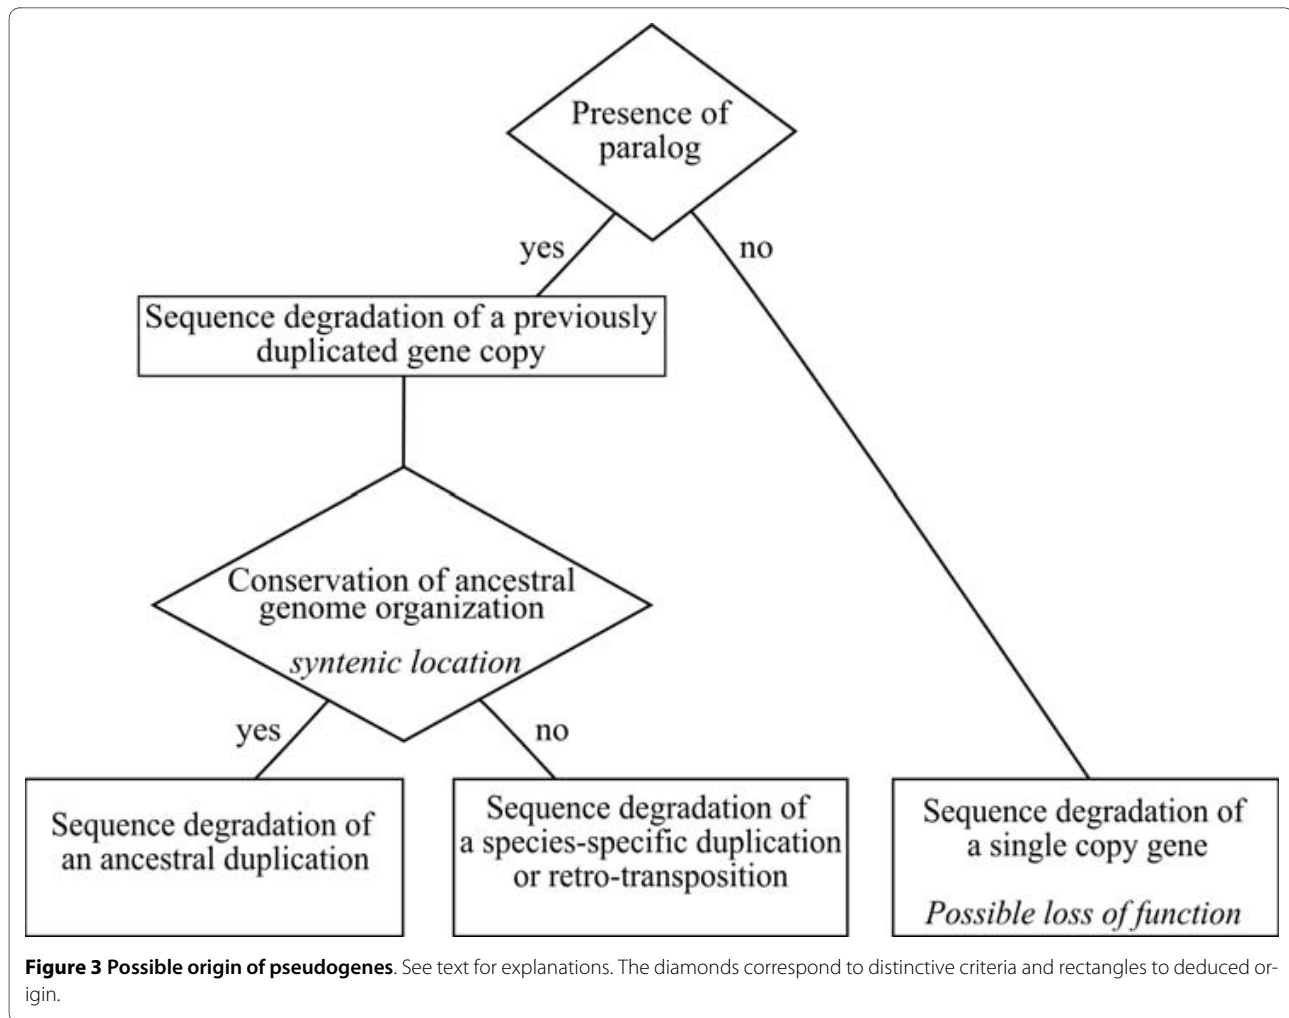 Presence of
paralog
yes
no
Sequence degradation of a previously
duplicated gene copy
Conservation of ancestral
genome organization
syntenic location
yes
no
Sequence degradation of
an ancestral duplication
Sequence degradation of
a species-specific duplication
or retro-transposition
Sequence degradation of
a single copy gene
Possible loss of function
Figure 3 Possible origin of pseudogenes. See text for explanations. The diamonds correspond to distinctive criteria and rectangles to deduced or-
igin.